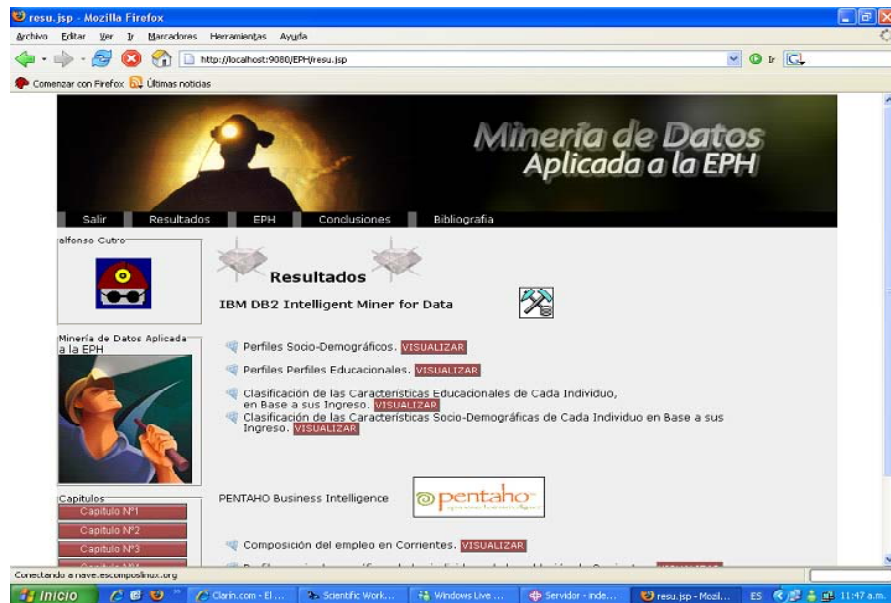 resu.jsp - Mozilla Firefox
Archivo Editar Ver Ir Marcadores Herramientas Ayuda
http://localhost:9080/EPH/resu.jsp
Ir
Comenzar con Firefox Últimas noticias
Minería de Datos
Aplicada a la EPH
Salir Resultados EPH Conclusiones Bibliografia
alfonso Cutro
Resultados
IBM DB2 Intelligent Miner for Data
Minería de Datos Aplicada
a la EPH
Perfiles Socio-Demográficos. VISUALIZAR
Perfiles Perfiles Educacionales. VISUALIZAR
Clasificación de las Características Educacionales de Cada Individuo,
en Base a sus Ingreso. VISUALIZAR
Clasificación de las Características Socio-Demográficas de Cada Individuo en Base a sus
Ingreso. VISUALIZAR
PENTAHO Business Intelligence
pentaho
Capitulos
Capitulo Nº1
Capitulo Nº2
Capitulo Nº3
Composición del empleo en Corrientes. VISUALIZAR
Conectando a nave.escomposlinux.org
Inicio
Clarín.com - El ...
Scientific Work...
Windows Live ...
Servidor - inde...
resu.jsp - Mozil...
ES
11:47 a.m.